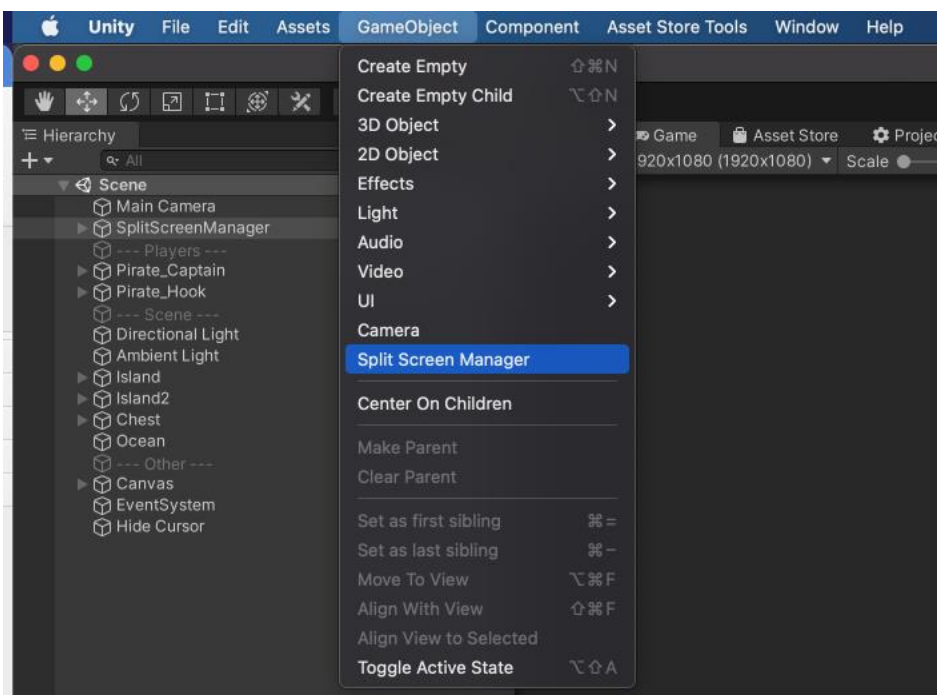 Unity File Edit Assets GameObject Component Asset Store Tools Window Help
Hierarchy
All
Scene
Main Camera
SplitScreenManager
--- Players ---
Pirate_Captain
Pirate_Hook
--- Scene ---
Directional Light
Ambient Light
Island
Island2
Chest
Ocean
--- Other ---
Canvas
EventSystem
Hide Cursor
Create Empty ⇧⌘N
Create Empty Child ⌥⇧N
3D Object
2D Object
Effects
Light
Audio
Video
UI
Camera
Split Screen Manager
Center On Children
Make Parent
Clear Parent
Set as first sibling ⌘=
Set as last sibling ⌘-
Move To View ⌥⌘F
Align With View ⇧⌘F
Align View to Selected
Toggle Active State ⌥⇧A
Game Asset Store Projec
920x1080 (1920x1080) Scale